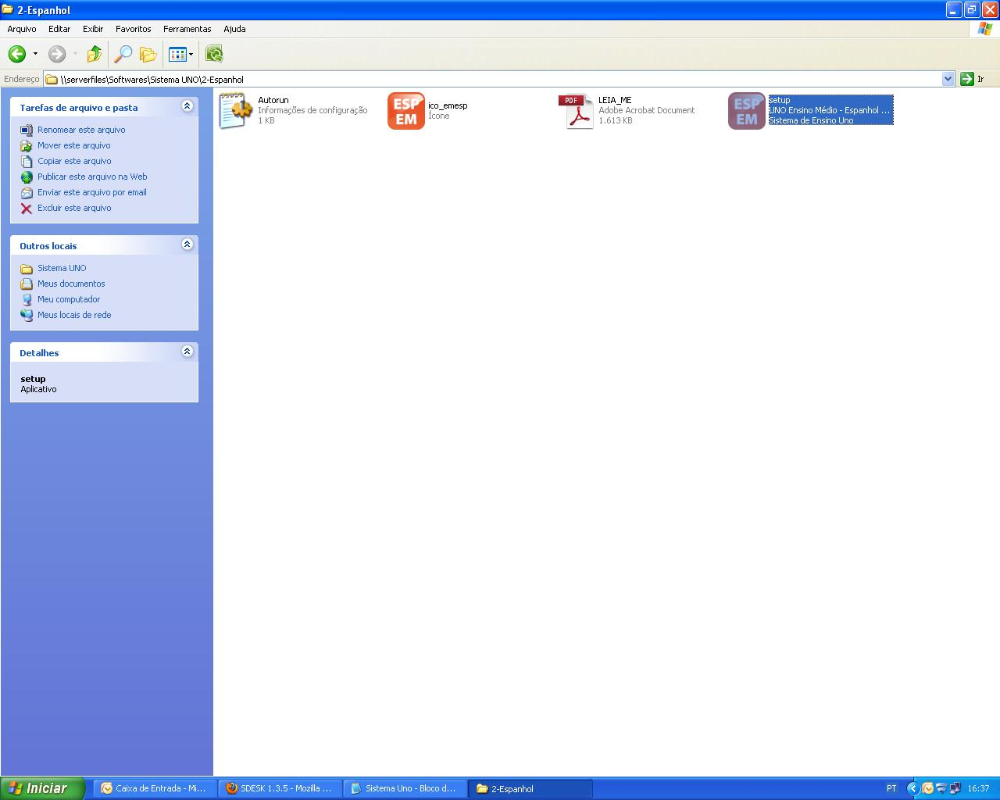 2-Espanhol
Arquivo Editar Exibir Favoritos Ferramentas Ajuda
Endereço \\serverfiles\Softwares\Sistema UNO\2-Espanhol Ir
Tarefas de arquivo e pasta
Renomear este arquivo
Mover este arquivo
Copiar este arquivo
Publicar este arquivo na Web
Enviar este arquivo por email
Excluir este arquivo
Outros locais
Sistema UNO
Meus documentos
Meu computador
Meus locais de rede
Detalhes
setup
Aplicativo
Autorun
Informações de configuração
1 KB
ESP
EM
ico_emesp
Ícone
PDF
LEIA_ME
Adobe Acrobat Document
1.613 KB
ESP
EM
setup
UNO Ensino Médio - Espanhol ...
Sistema de Ensino Uno
Iniciar Caixa de Entrada - Mi... SDESK 1.3.5 - Mozilla ... Sistema Uno - Bloco d... 2-Espanhol PT 16:37